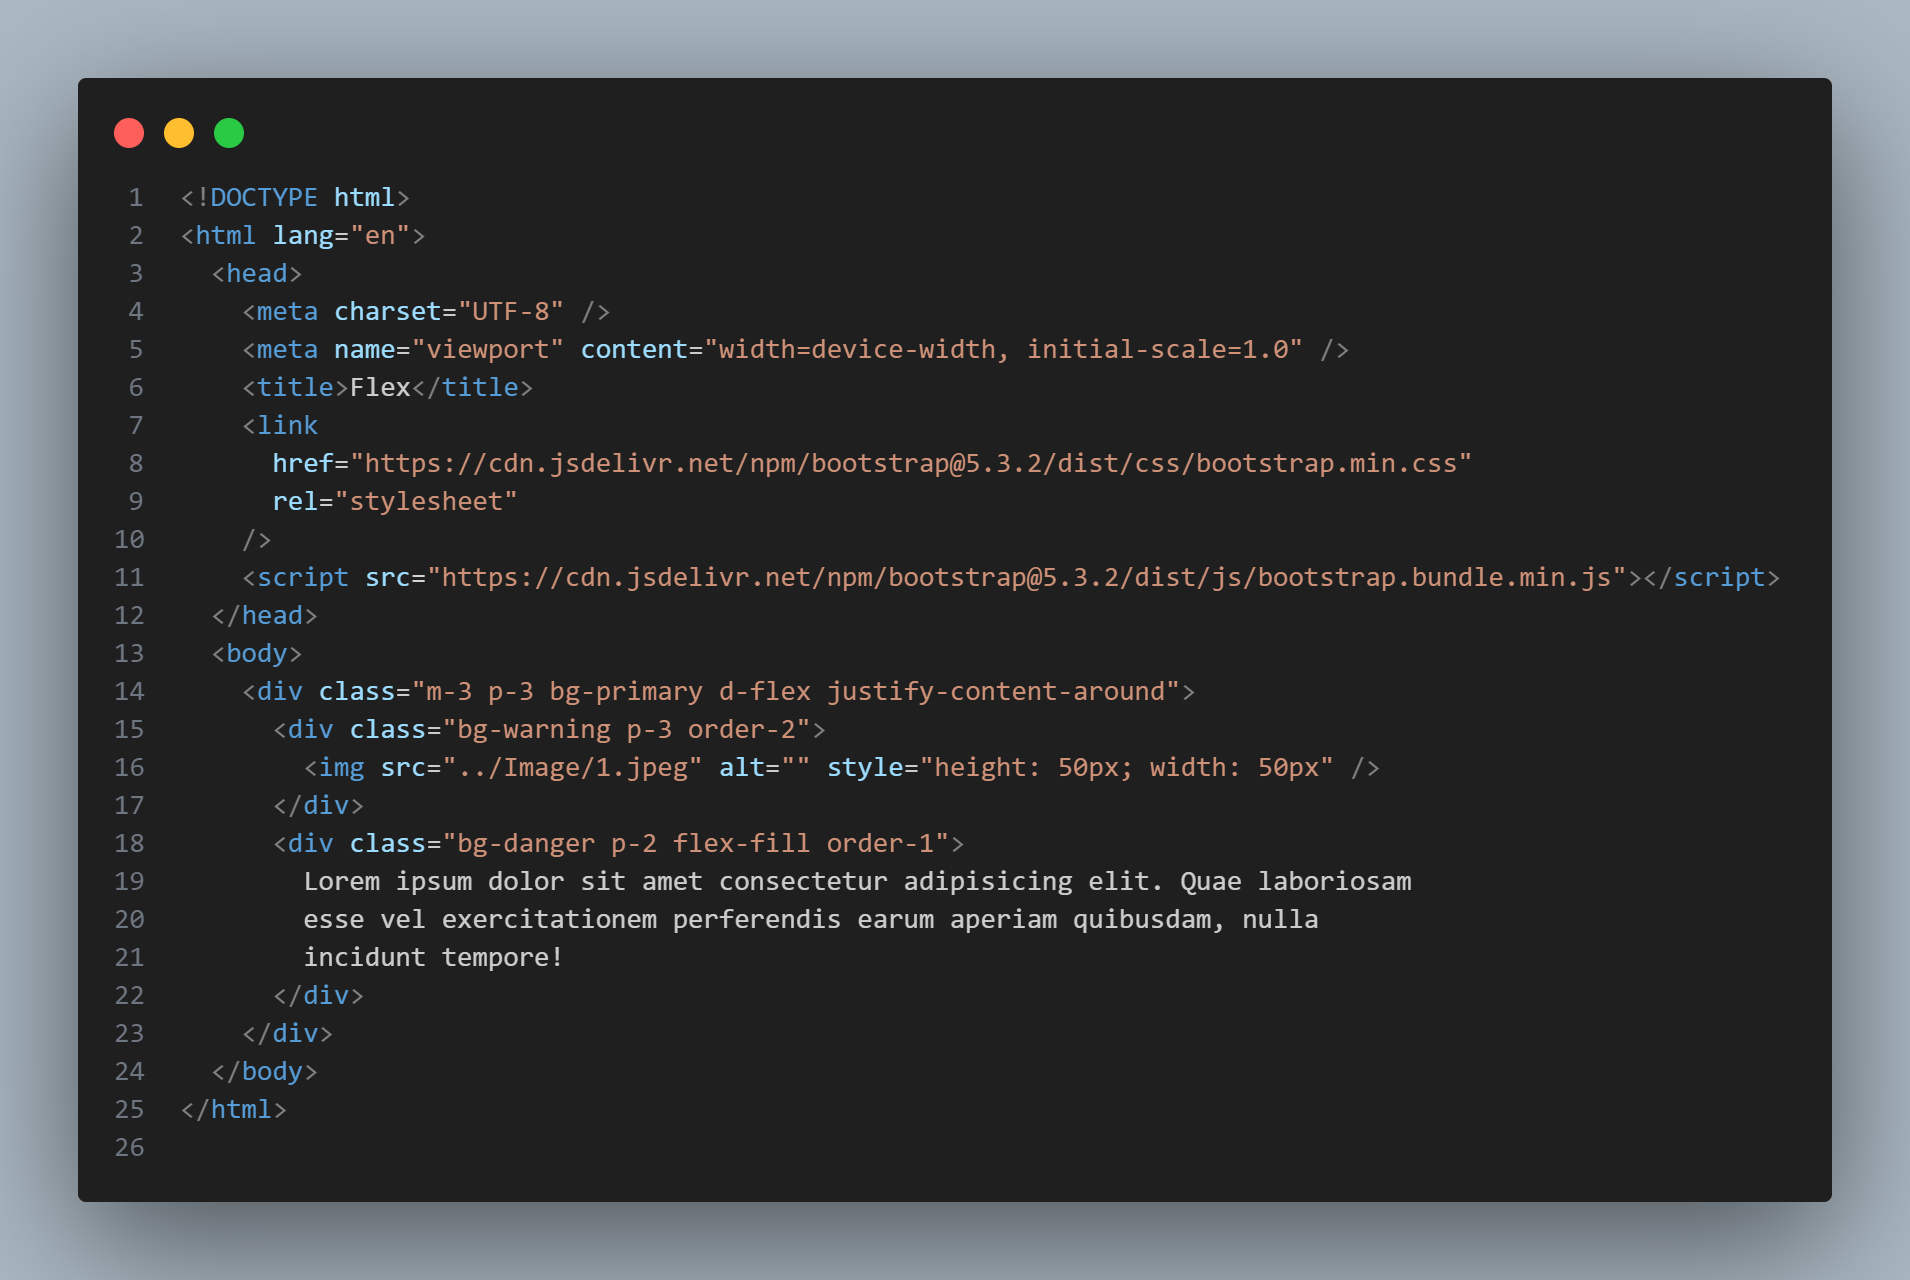 1 <!DOCTYPE html>
2 <html lang="en">
3   <head>
4     <meta charset="UTF-8" />
5     <meta name="viewport" content="width=device-width, initial-scale=1.0" />
6     <title>Flex</title>
7     <link
8       href="https://cdn.jsdelivr.net/npm/bootstrap@5.3.2/dist/css/bootstrap.min.css"
9       rel="stylesheet"
10     />
11     <script src="https://cdn.jsdelivr.net/npm/bootstrap@5.3.2/dist/js/bootstrap.bundle.min.js"></script>
12   </head>
13   <body>
14     <div class="m-3 p-3 bg-primary d-flex justify-content-around">
15       <div class="bg-warning p-3 order-2">
16         <img src="../Image/1.jpeg" alt="" style="height: 50px; width: 50px" />
17       </div>
18       <div class="bg-danger p-2 flex-fill order-1">
19         Lorem ipsum dolor sit amet consectetur adipisicing elit. Quae laboriosam
20         esse vel exercitationem perferendis earum aperiam quibusdam, nulla
21         incidunt tempore!
22       </div>
23     </div>
24   </body>
25 </html>
26